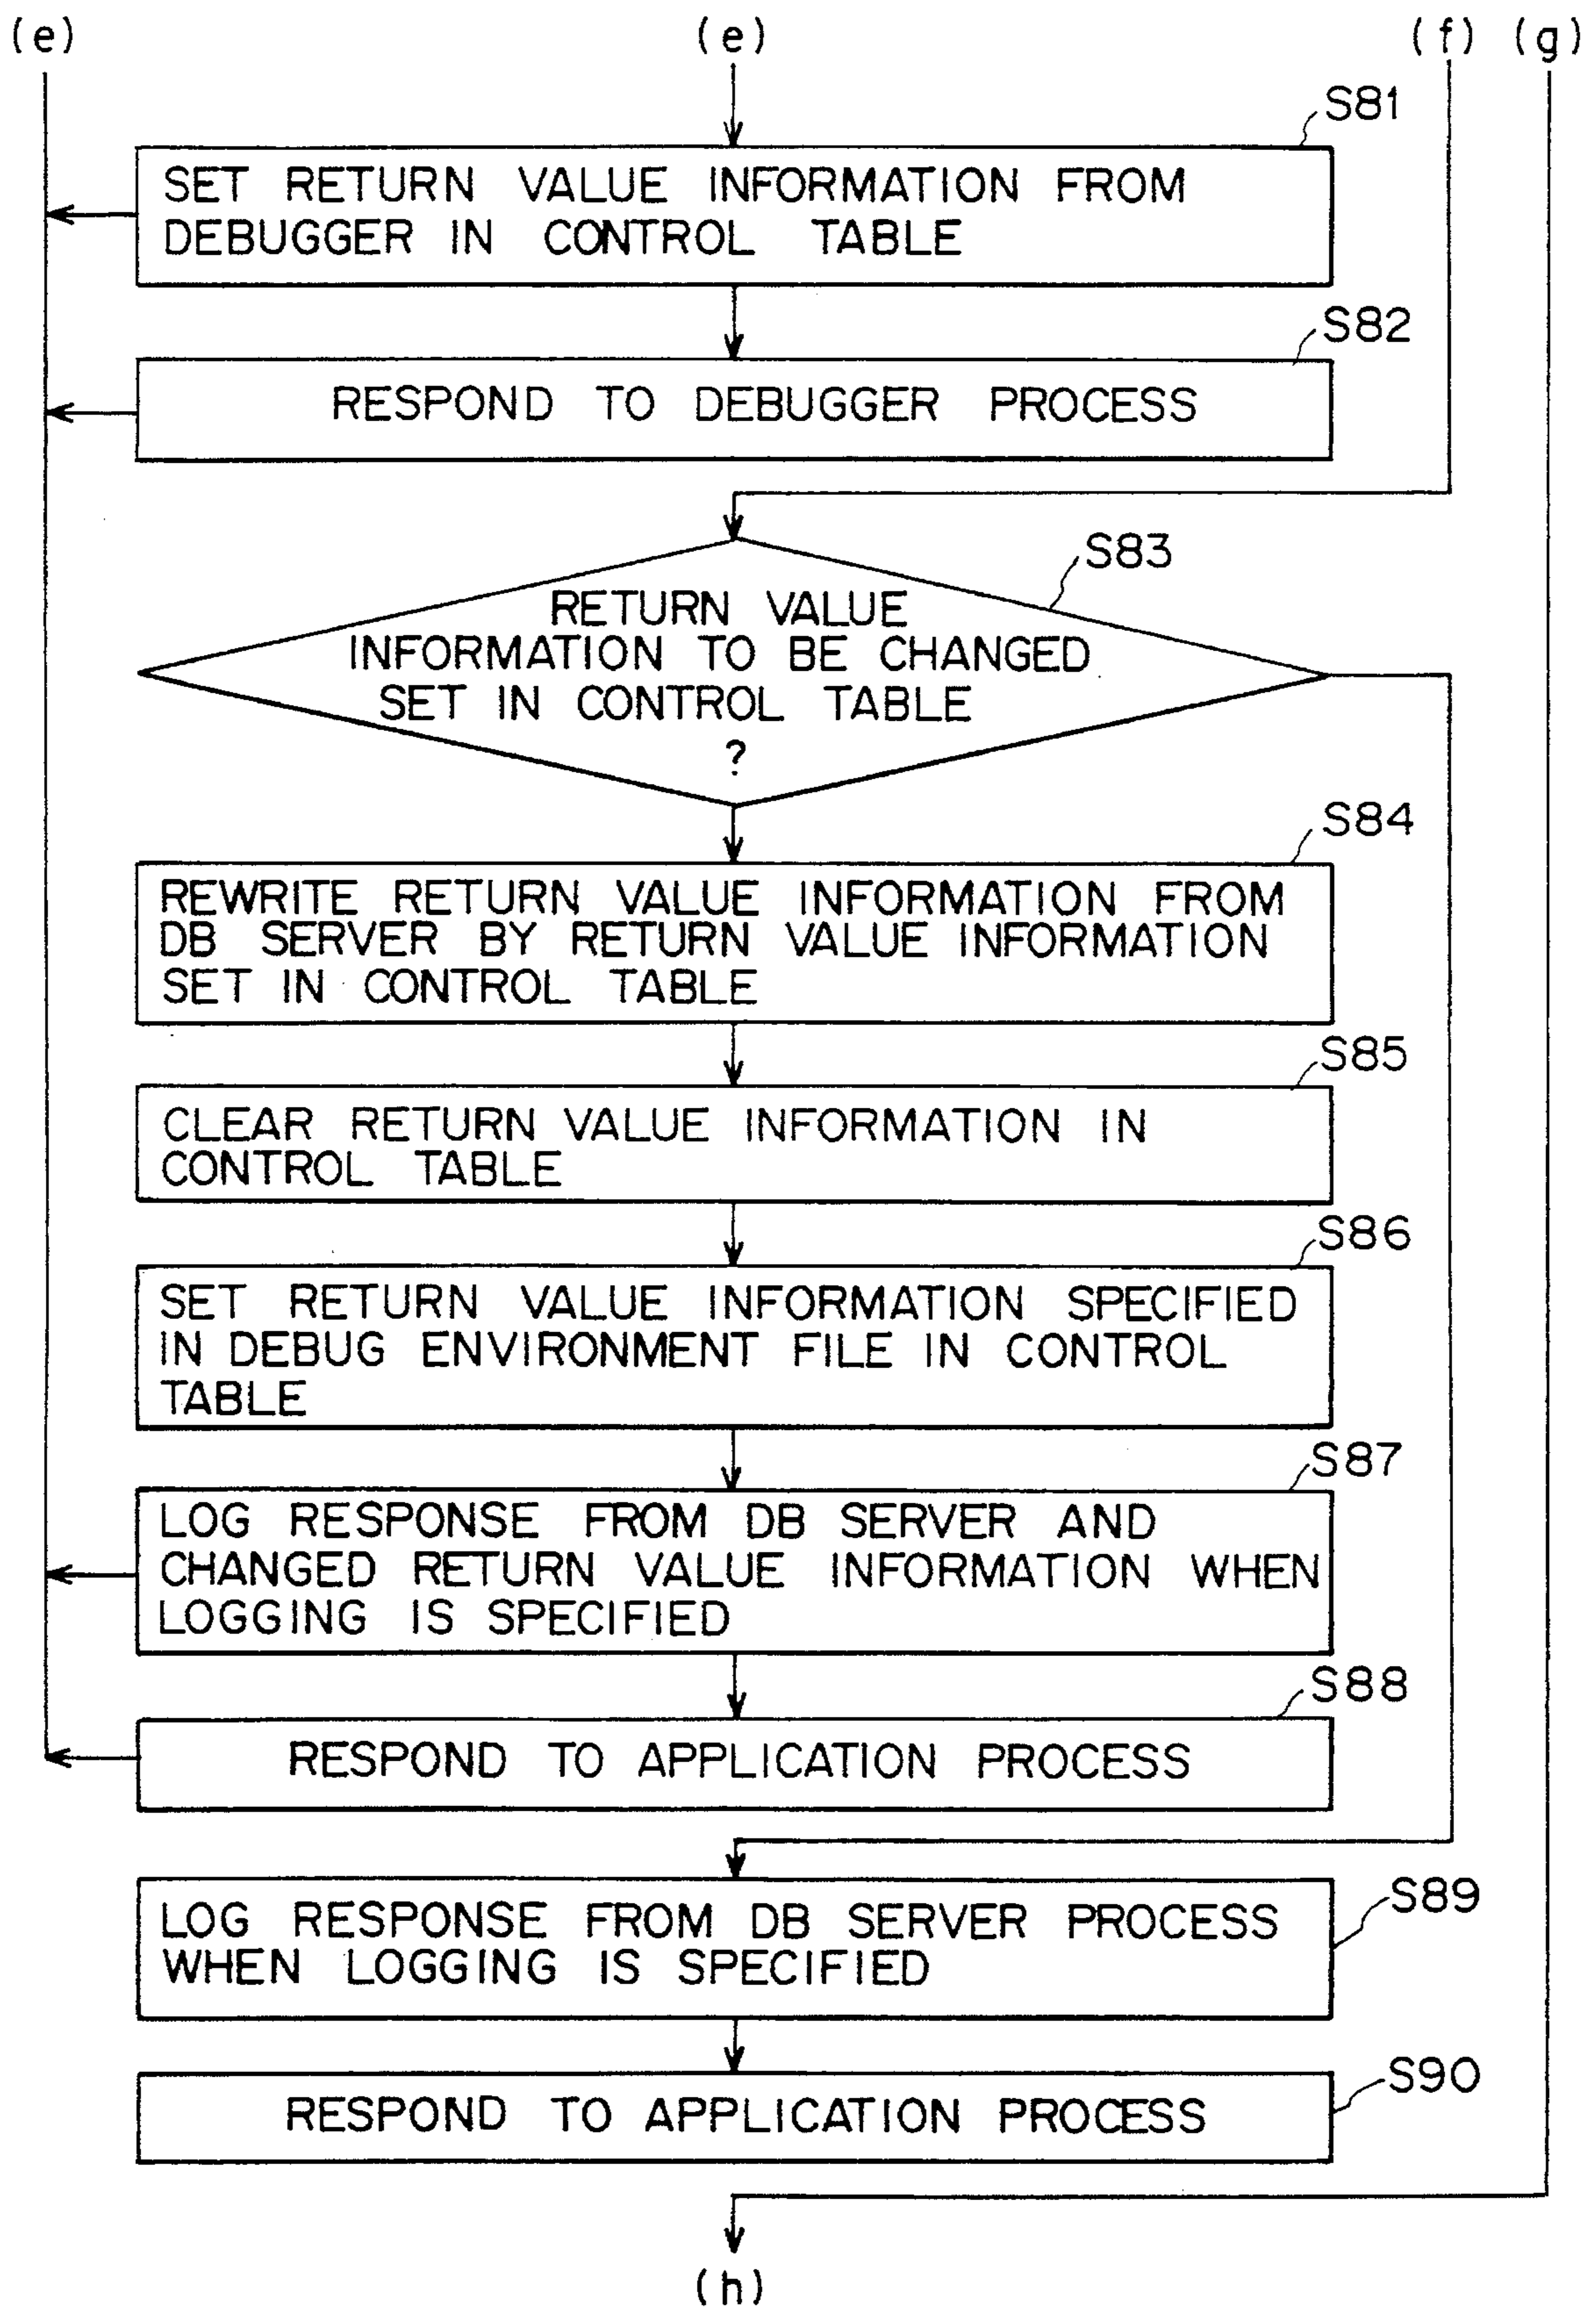 (e) (e) (f) (g)
S81
SET RETURN VALUE INFORMATION FROM
DEBUGGER IN CONTROL TABLE
S82
RESPOND TO DEBUGGER PROCESS
S83
RETURN VALUE
INFORMATION TO BE CHANGED
SET IN CONTROL TABLE
?
S84
REWRITE RETURN VALUE INFORMATION FROM
DB SERVER BY RETURN VALUE INFORMATION
SET IN CONTROL TABLE
S85
CLEAR RETURN VALUE INFORMATION IN
CONTROL TABLE
S86
SET RETURN VALUE INFORMATION SPECIFIED
IN DEBUG ENVIRONMENT FILE IN CONTROL
TABLE
S87
LOG RESPONSE FROM DB SERVER AND
CHANGED RETURN VALUE INFORMATION WHEN
LOGGING IS SPECIFIED
S88
RESPOND TO APPLICATION PROCESS
S89
LOG RESPONSE FROM DB SERVER PROCESS
WHEN LOGGING IS SPECIFIED
S90
RESPOND TO APPLICATION PROCESS
(h)